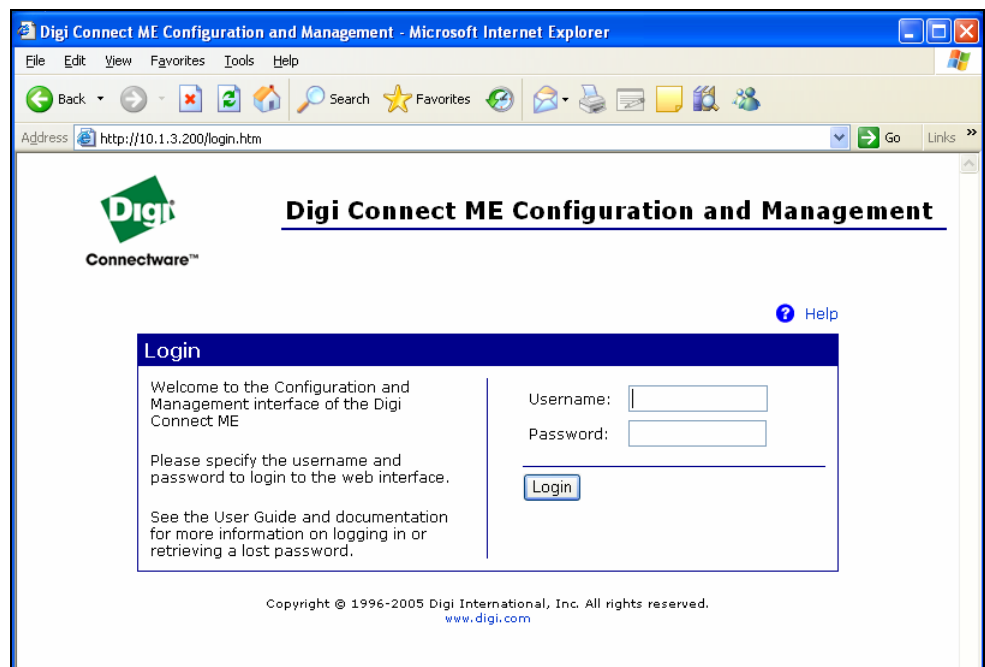 Digi Connect ME Configuration and Management - Microsoft Internet Explorer
File Edit View Favorites Tools Help
Back Search Favorites
Address http://10.1.3.200/login.htm Go Links »
Digi
Connectware™
Digi Connect ME Configuration and Management
? Help
Login
Welcome to the Configuration and
Management interface of the Digi
Connect ME
Please specify the username and
password to login to the web interface.
See the User Guide and documentation
for more information on logging in or
retrieving a lost password.
Username:
Password:
Login
Copyright © 1996-2005 Digi International, Inc. All rights reserved.
www.digi.com